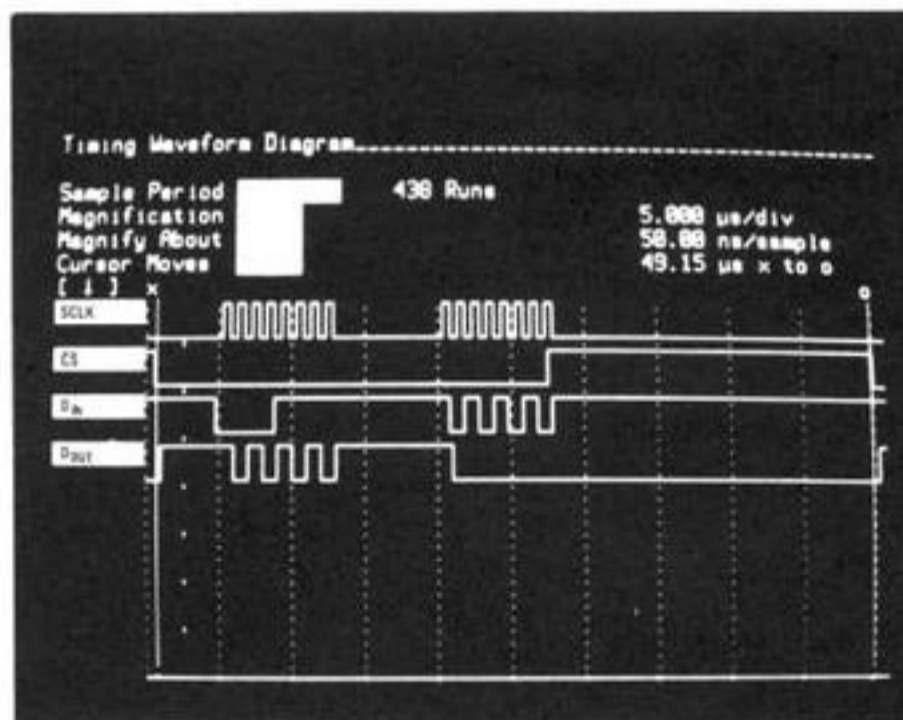 Timing Waveform Diagram
Sample Period 438 Runs
Magnification 5.000 µs/div
Magnify About 50.00 ns/sample
Cursor Moves 49.15 µs x to o
[ ↓ ] x o
SCLK
CS
DIN
DOUT